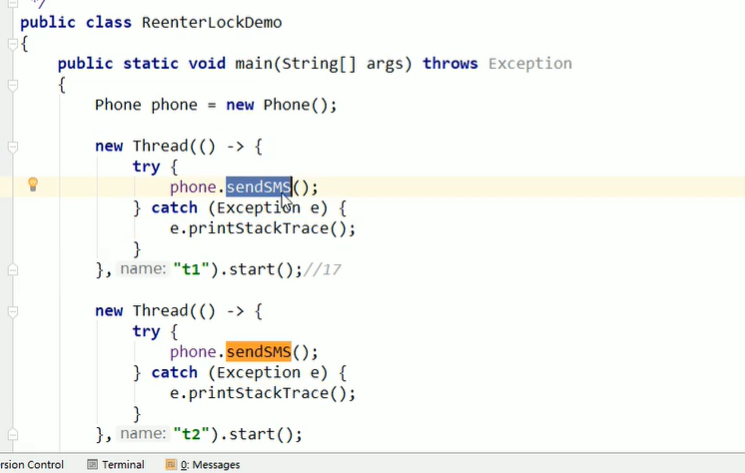 */
public class ReenterLockDemo
{
public static void main(String[] args) throws Exception
{
Phone phone = new Phone();
new Thread(() -> {
try {
phone.sendSMS();
} catch (Exception e) {
e.printStackTrace();
}
}, name: "t1").start();//17
new Thread(() -> {
try {
phone.sendSMS();
} catch (Exception e) {
e.printStackTrace();
}
}, name: "t2").start();
rsion Control Terminal 0: Messages